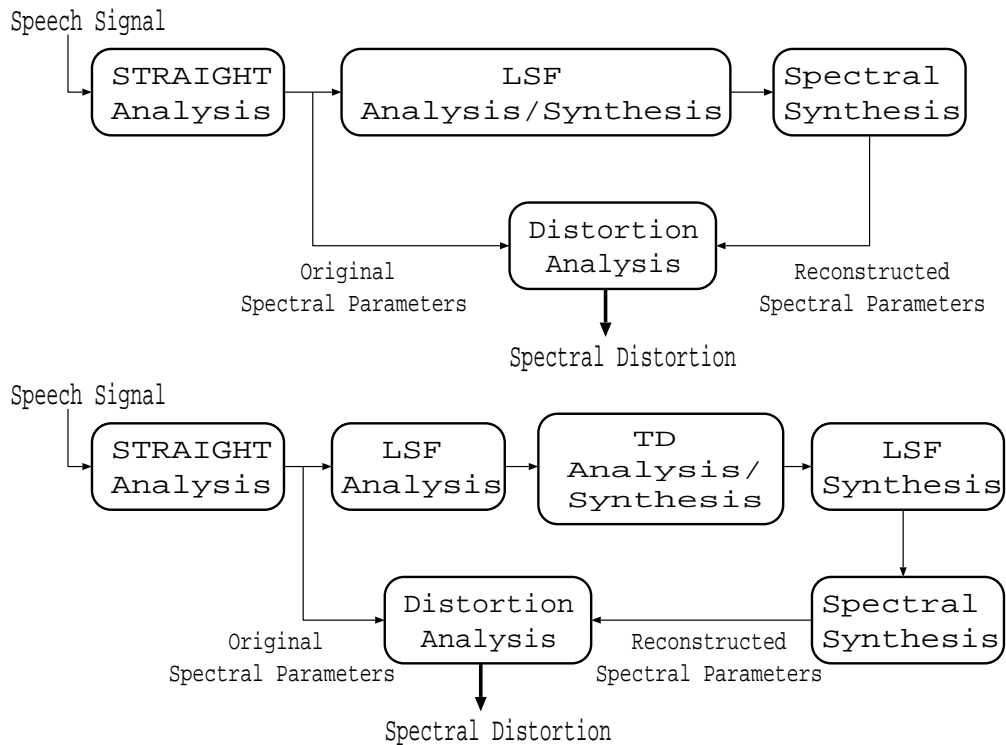 Speech Signal
STRAIGHT
Analysis
LSF
Analysis/Synthesis
Spectral
Synthesis
Distortion
Analysis
Original
Spectral Parameters
Reconstructed
Spectral Parameters
Spectral Distortion
Speech Signal
STRAIGHT
Analysis
LSF
Analysis
TD
Analysis/
Synthesis
LSF
Synthesis
Spectral
Synthesis
Distortion
Analysis
Original
Spectral Parameters
Reconstructed
Spectral Parameters
Spectral Distortion